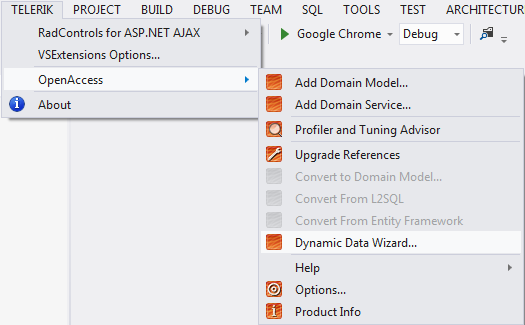 TELERIK PROJECT BUILD DEBUG TEAM SQL TOOLS TEST ARCHITECTUR
RadControls for ASP.NET AJAX
VSExtensions Options...
OpenAccess
About
Google Chrome Debug
Add Domain Model...
Add Domain Service...
Profiler and Tuning Advisor
Upgrade References
Convert to Domain Model...
Convert From L2SQL
Convert From Entity Framework
Dynamic Data Wizard...
Help
Options...
Product Info